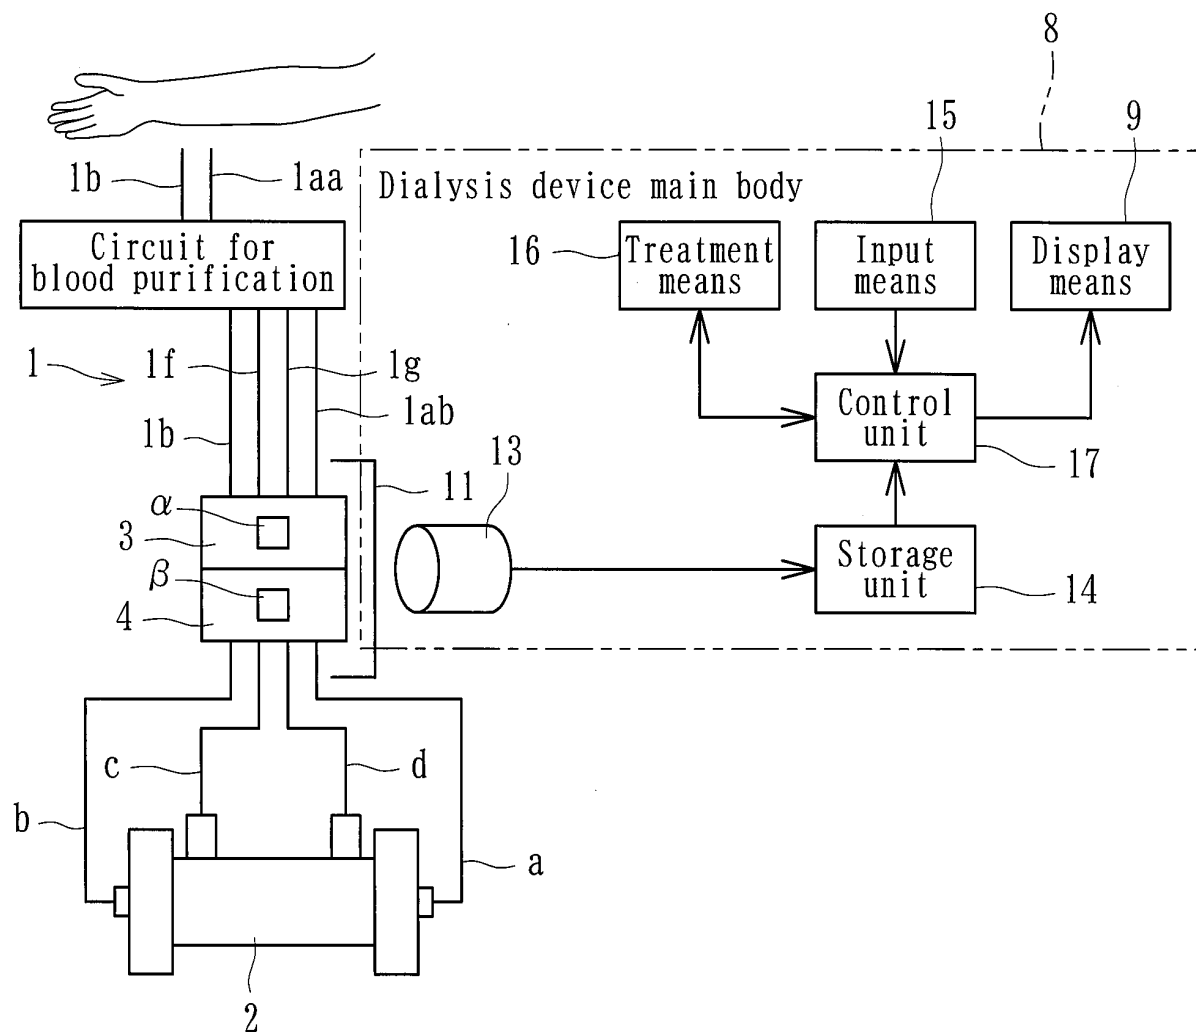 8
15
9
1b
1aa
Dialysis device main body
Circuit for
blood purification
16
Treatment
means
Input
means
Display
means
1
1f
1g
1ab
1b
Control
unit
17
13
11
α
3
β
4
Storage
unit
14
c
d
b
a
2